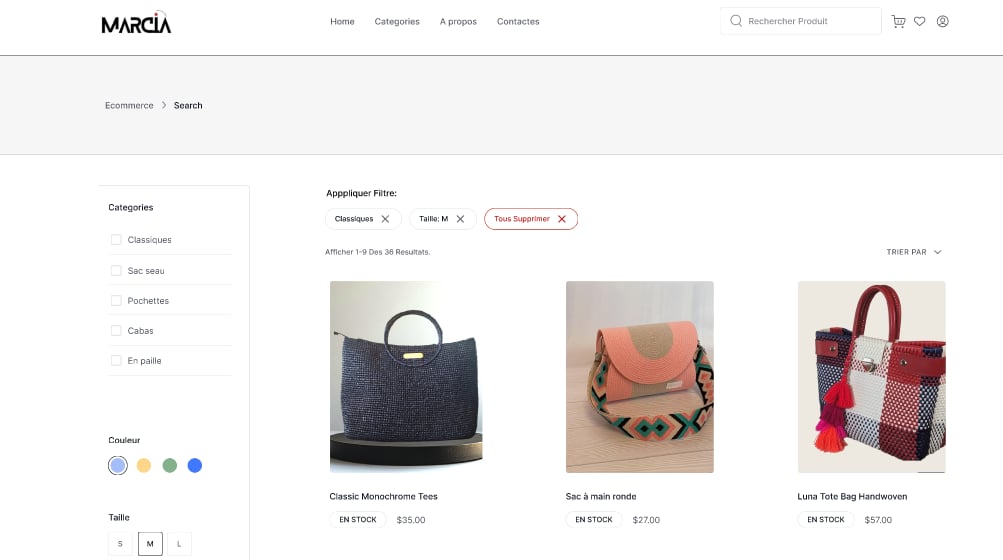 MARCIA
Home Categories A propos Contactes
Rechercher Produit
Ecommerce > Search
Categories
Classiques
Sac seau
Pochettes
Cabas
En paille
Couleur
Taille
S M L
Apppliquer Filtre:
Classiques Taille: M Tous Supprimer
Afficher 1-9 Des 36 Resultats.
TRIER PAR
Classic Monochrome Tees
EN STOCK $35.00
Sac à main ronde
EN STOCK $27.00
Luna Tote Bag Handwoven
EN STOCK $57.00